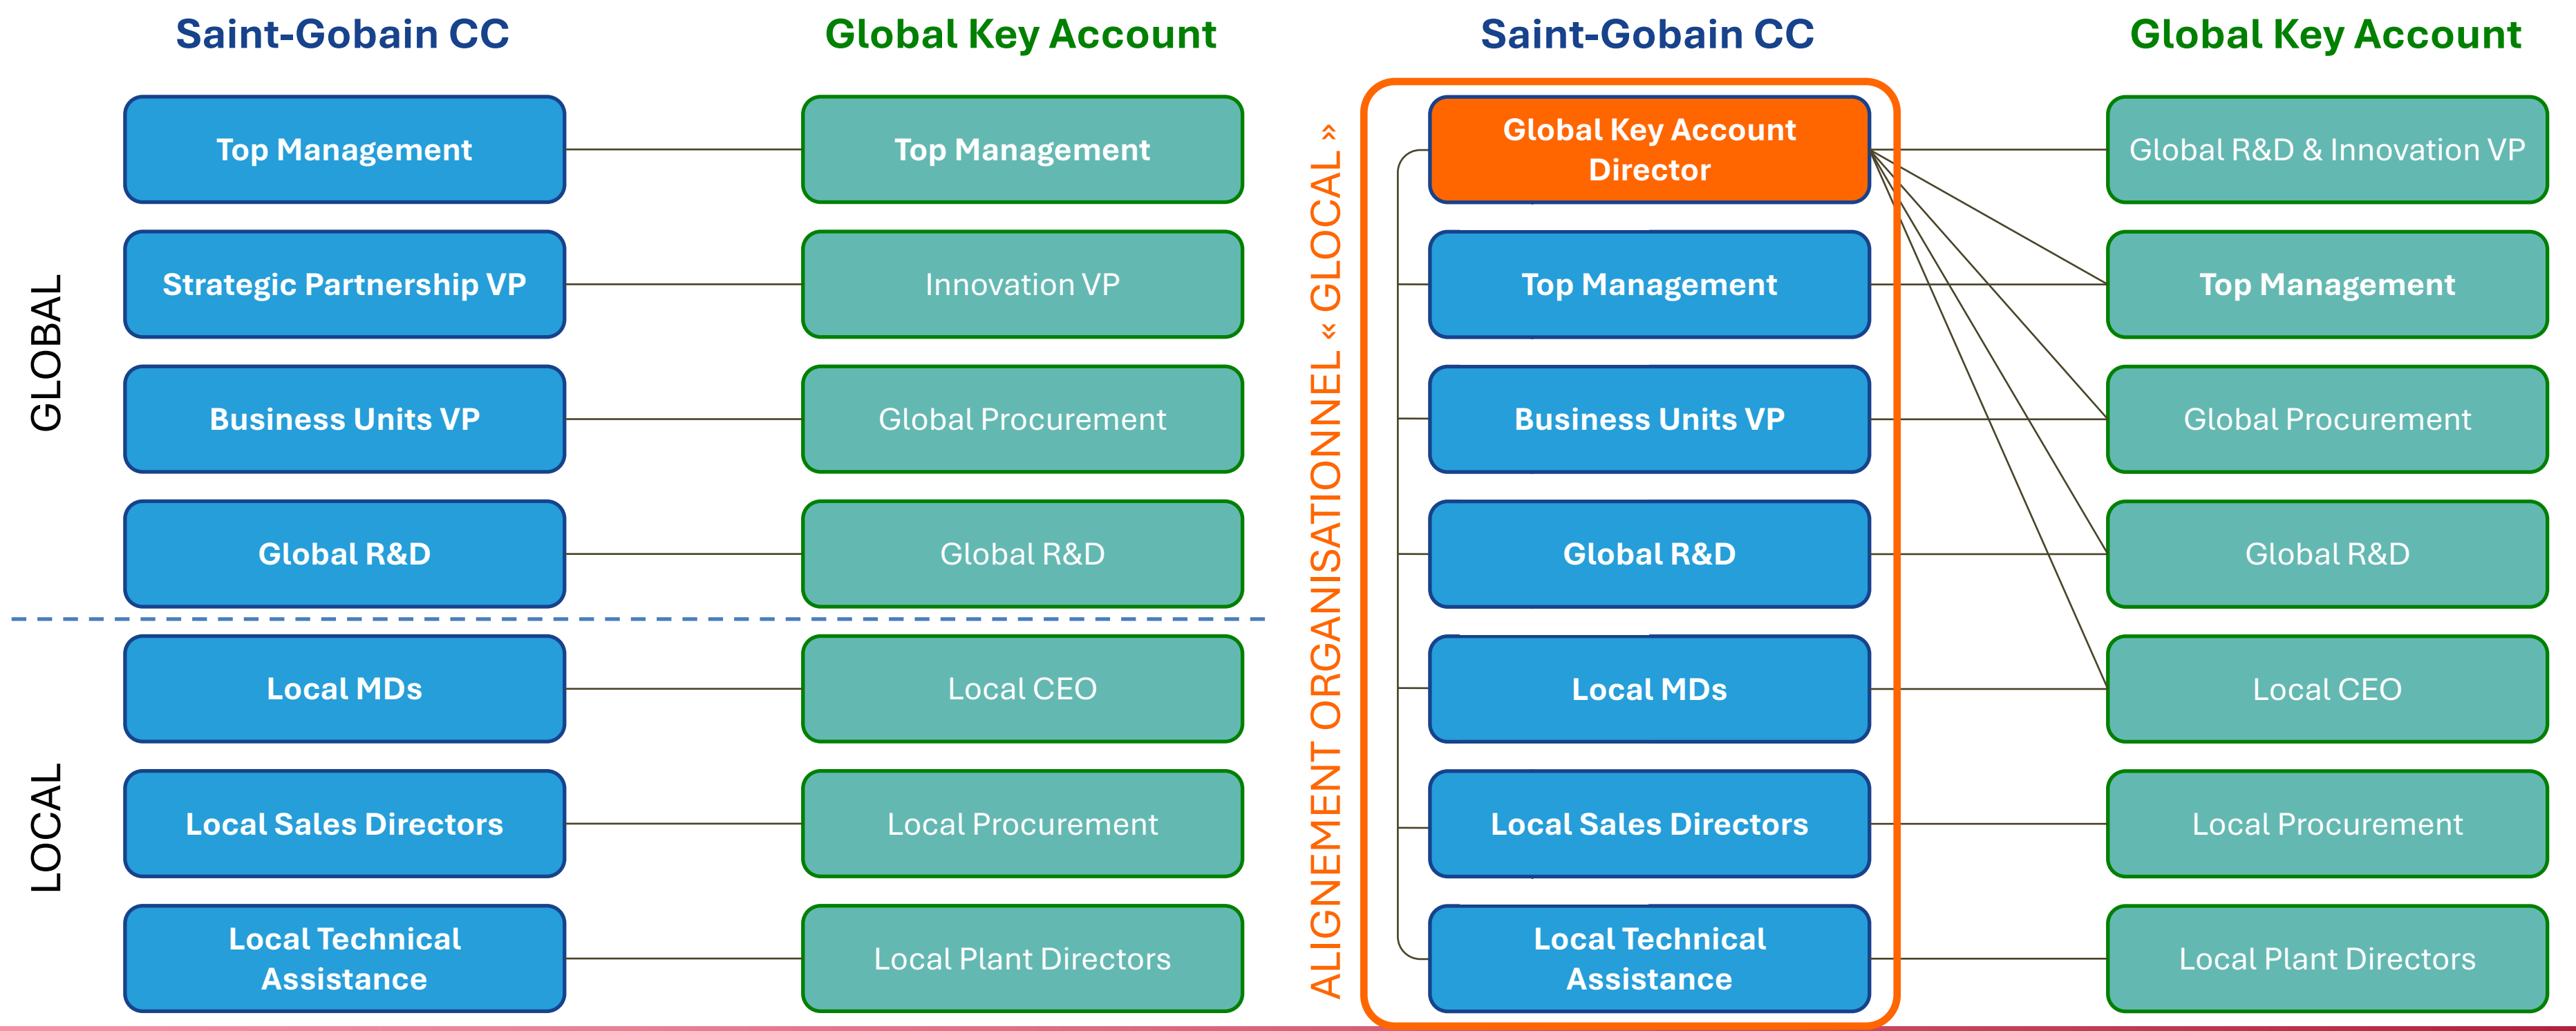 Saint-Gobain CC
Global Key Account
GLOBAL
Top Management
Top Management
Strategic Partnership VP
Innovation VP
Business Units VP
Global Procurement
Global R&D
Global R&D
LOCAL
Local MDs
Local CEO
Local Sales Directors
Local Procurement
Local Technical
Assistance
Local Plant Directors
ALIGNEMENT ORGANISATIONNEL « GLOCAL »
Saint-Gobain CC
Global Key Account
Global Key Account
Director
Global R&D & Innovation VP
Top Management
Top Management
Business Units VP
Global Procurement
Global R&D
Global R&D
Local MDs
Local CEO
Local Sales Directors
Local Procurement
Local Technical
Assistance
Local Plant Directors